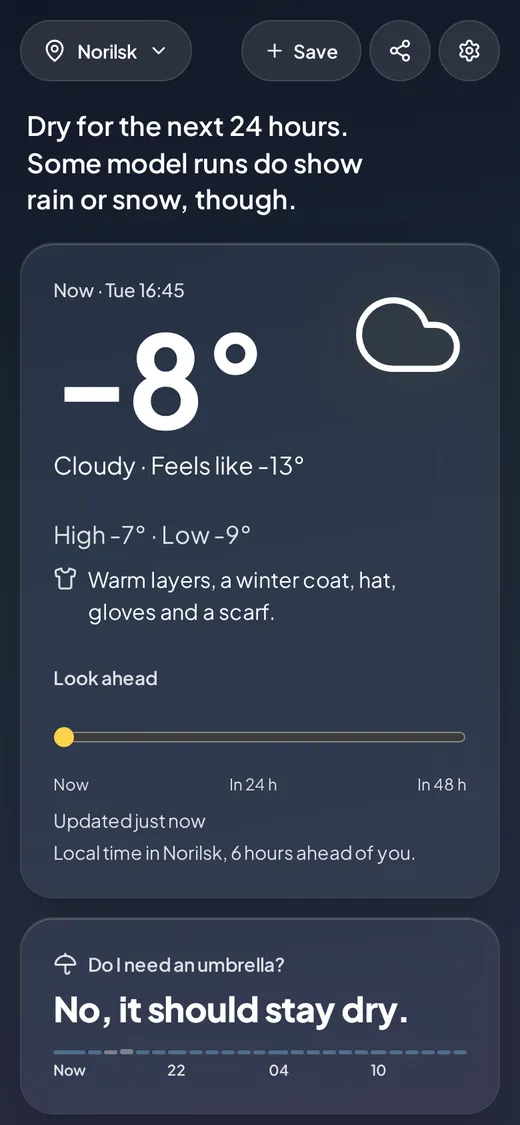 Norilsk
Save
Dry for the next 24 hours.
Some model runs do show
rain or snow, though.
Now · Tue 16:45
-8°
Cloudy · Feels like -13°
High -7° · Low -9°
Warm layers, a winter coat, hat,
gloves and a scarf.
Look ahead
Now In 24 h In 48 h
Updated just now
Local time in Norilsk, 6 hours ahead of you.
Do I need an umbrella?
No, it should stay dry.
Now 22 04 10